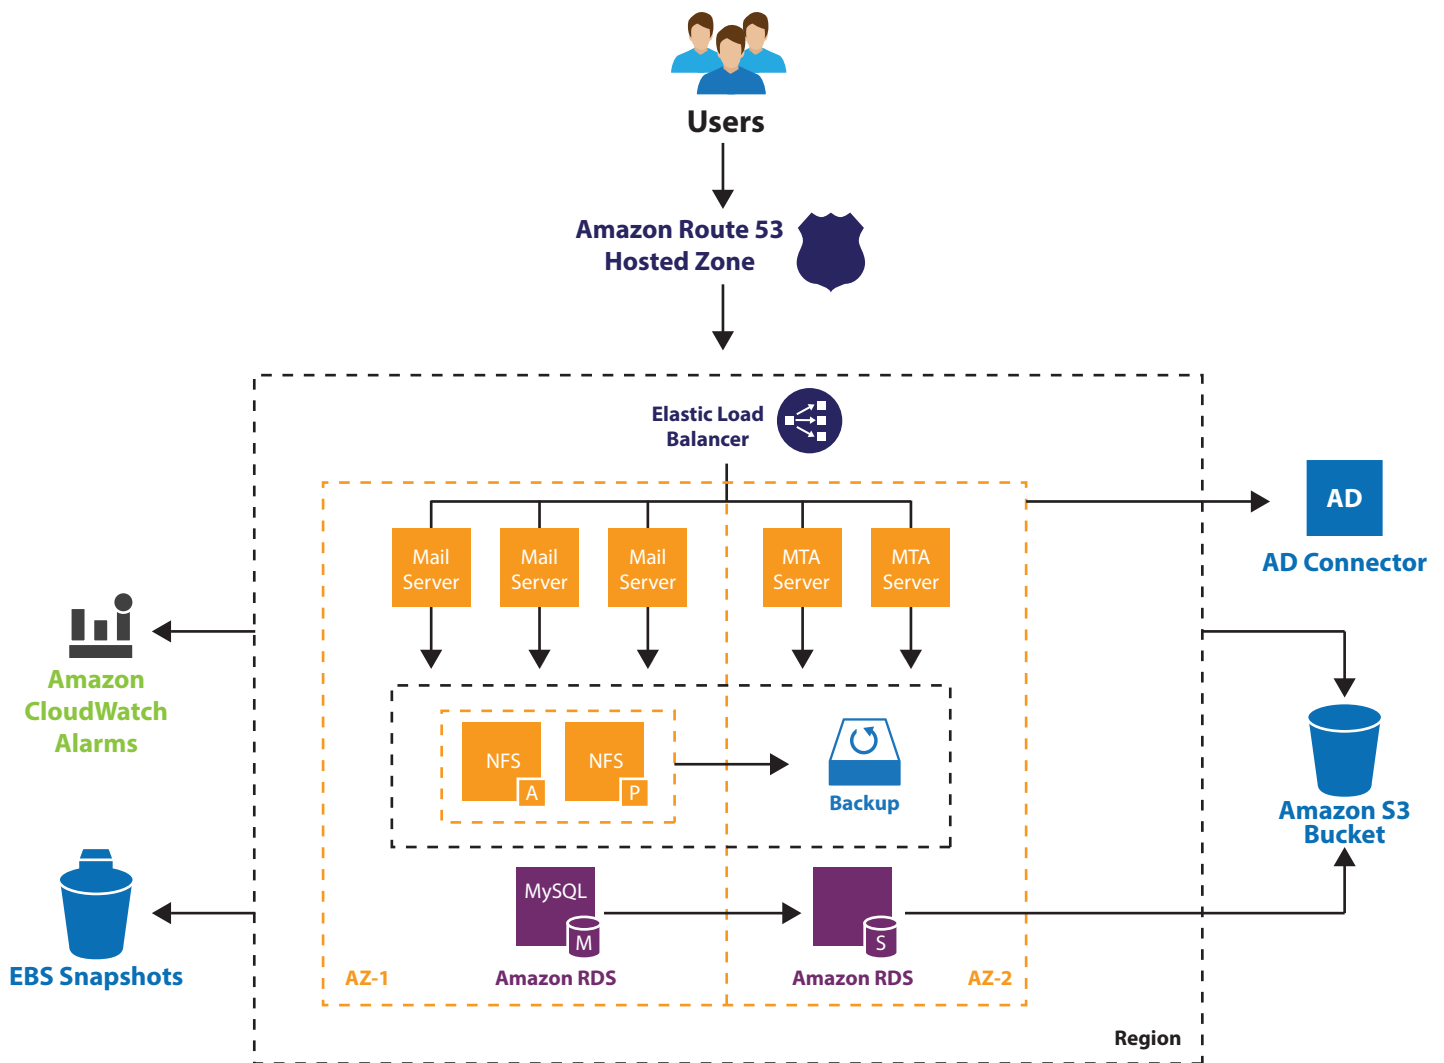 Users
Amazon Route 53
Hosted Zone
Elastic Load
Balancer
AD
AD Connector
Mail
Server
Mail
Server
Mail
Server
MTA
Server
MTA
Server
Amazon
CloudWatch
Alarms
NFS
A
NFS
P
Backup
Amazon S3
Bucket
MySQL
M
S
EBS Snapshots
AZ-1
Amazon RDS
Amazon RDS
AZ-2
Region